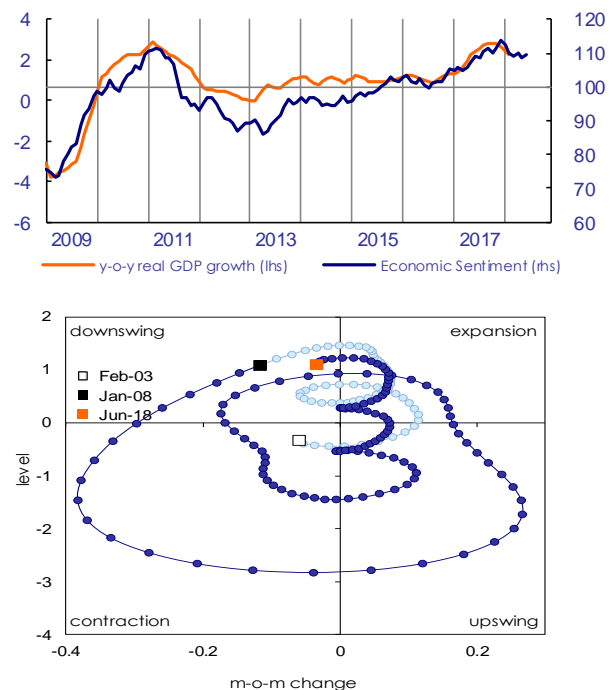 4 120
2 110
0 100
90
-2 80
-4 70
-6 60
2009 2011 2013 2015 2017
y-o-y real GDP growth (lhs) Economic Sentiment (rhs)
2
downswing expansion
Feb-03
1
Jan-08
Jun-18
0
level
-1
-2
-3
contraction upswing
-4
-0.4 -0.2 0 0.2
m-o-m change